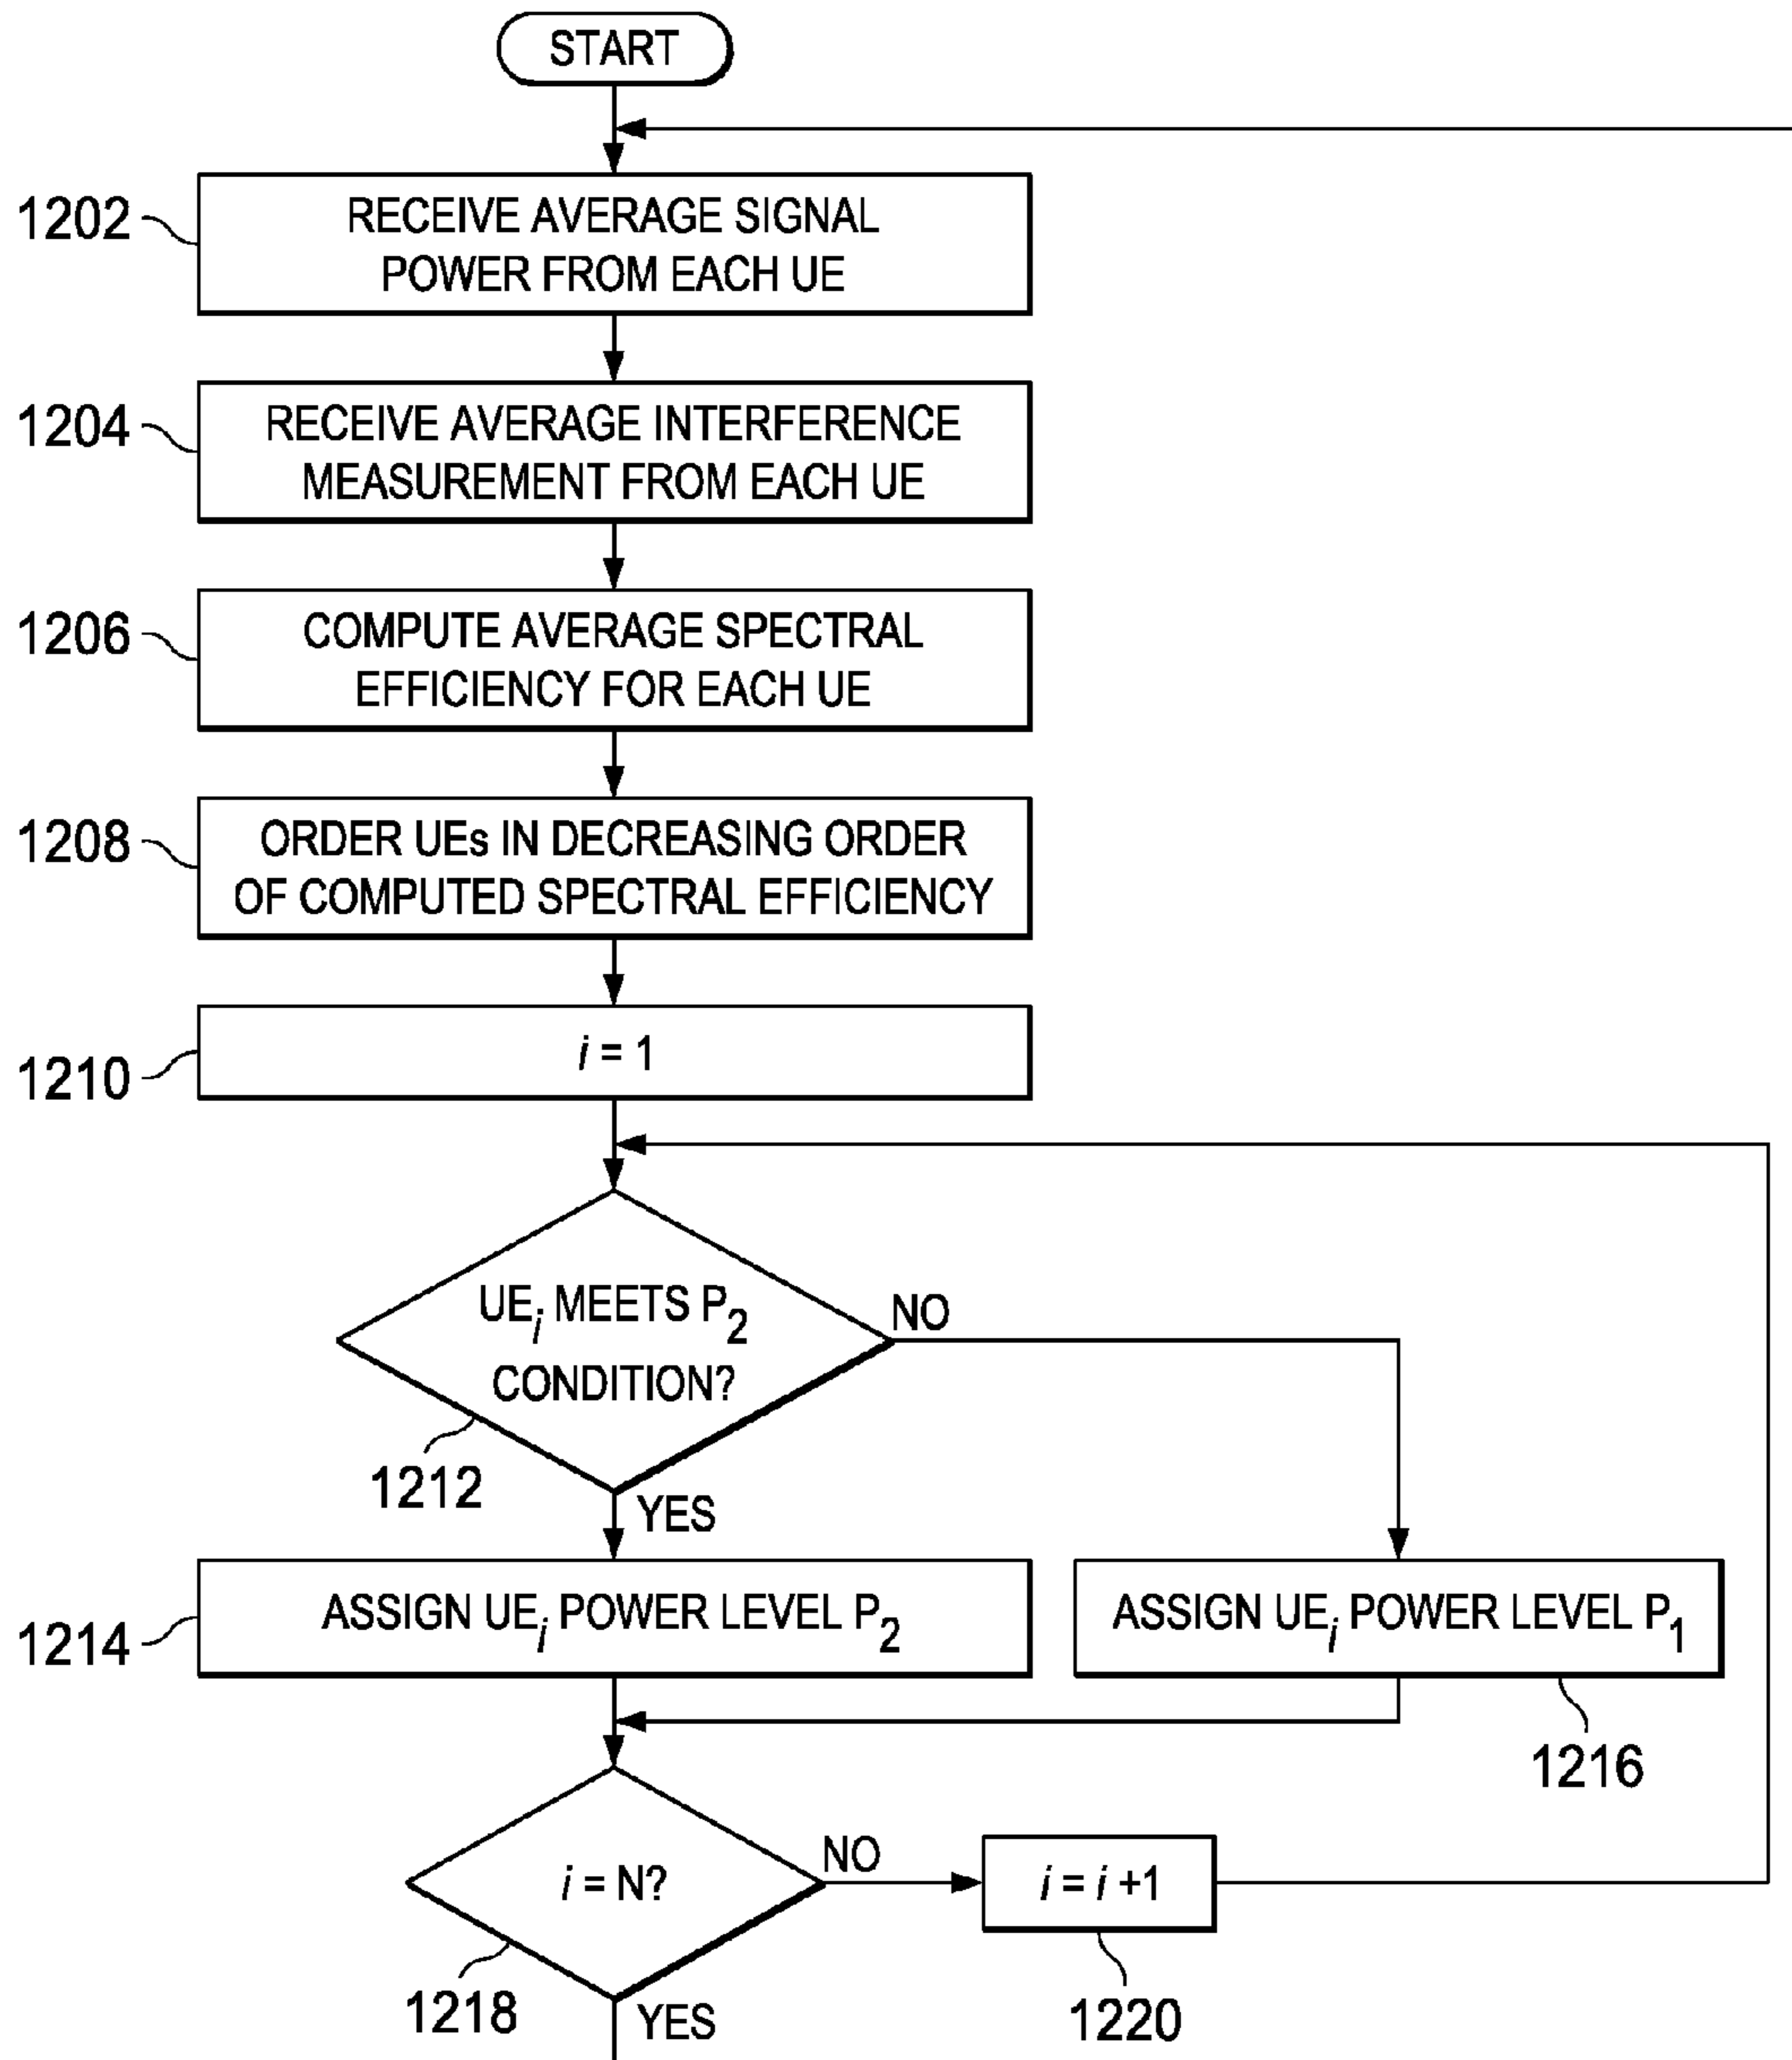 START
1202
RECEIVE AVERAGE SIGNAL
POWER FROM EACH UE
1204
RECEIVE AVERAGE INTERFERENCE
MEASUREMENT FROM EACH UE
1206
COMPUTE AVERAGE SPECTRAL
EFFICIENCY FOR EACH UE
1208
ORDER UEs IN DECREASING ORDER
OF COMPUTED SPECTRAL EFFICIENCY
1210
i = 1
UEi MEETS P2
CONDITION?
NO
1212
YES
1214
ASSIGN UEi POWER LEVEL P2
ASSIGN UEi POWER LEVEL P1
1216
i = N?
NO
i = i +1
1218
YES
1220